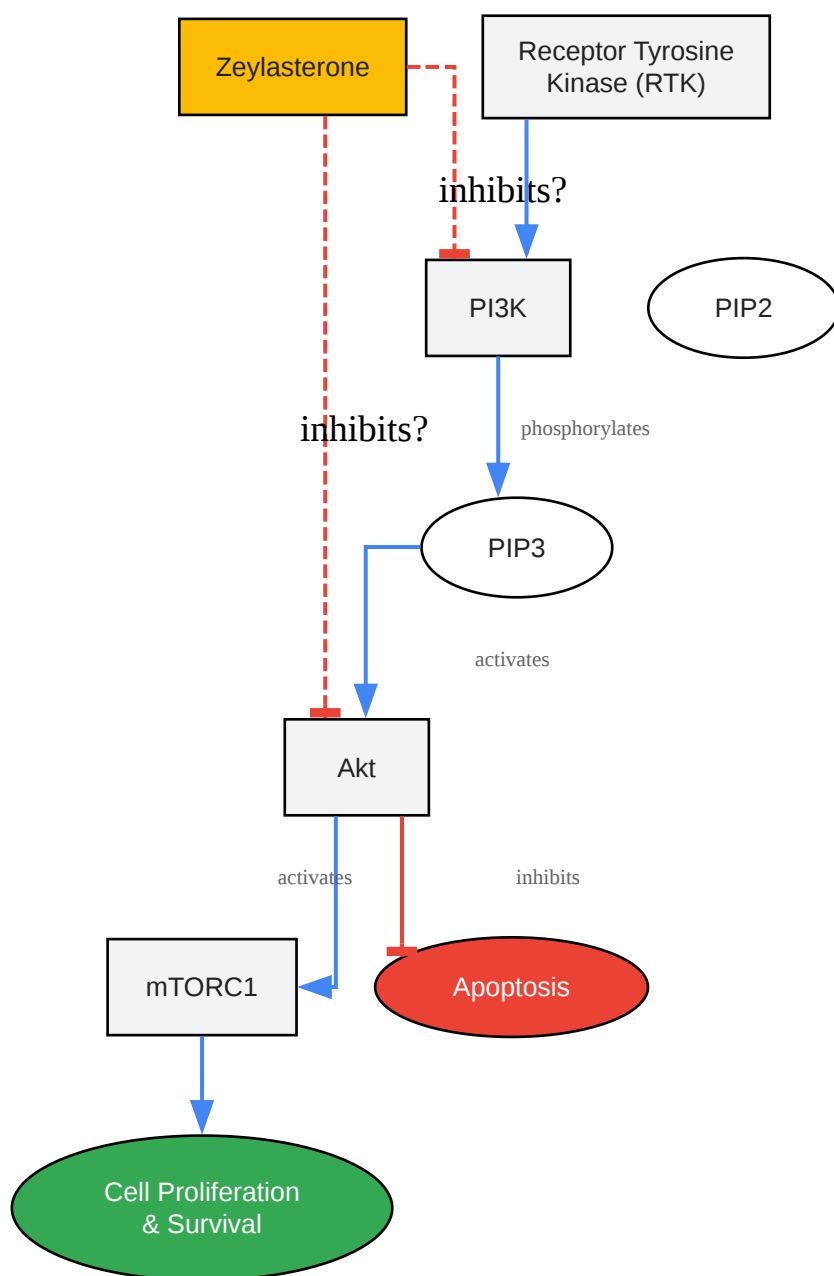 Zeylasterone
Receptor Tyrosine
Kinase (RTK)
inhibits?
PI3K
PIP2
inhibits?
phosphorylates
PIP3
activates
Akt
activates
inhibits
mTORC1
Apoptosis
Cell Proliferation
& Survival